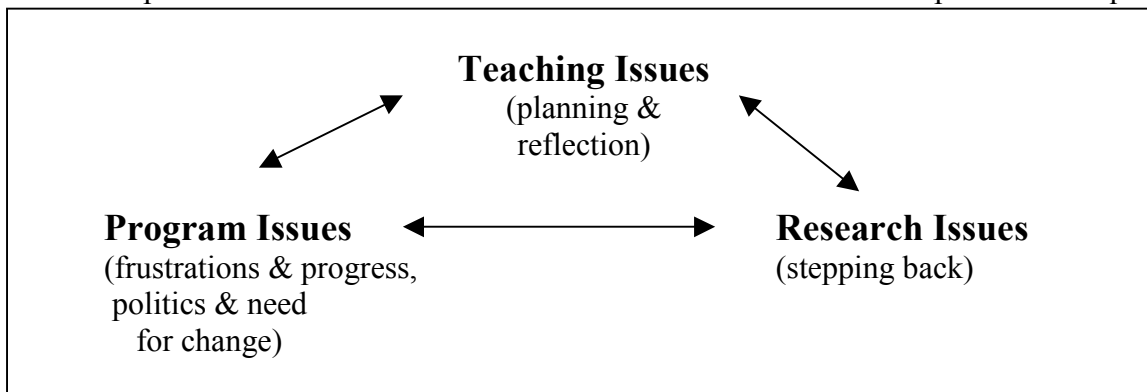 Teaching Issues
(planning &
reflection)
Program Issues
(frustrations & progress,
politics & need
for change)
Research Issues
(stepping back)